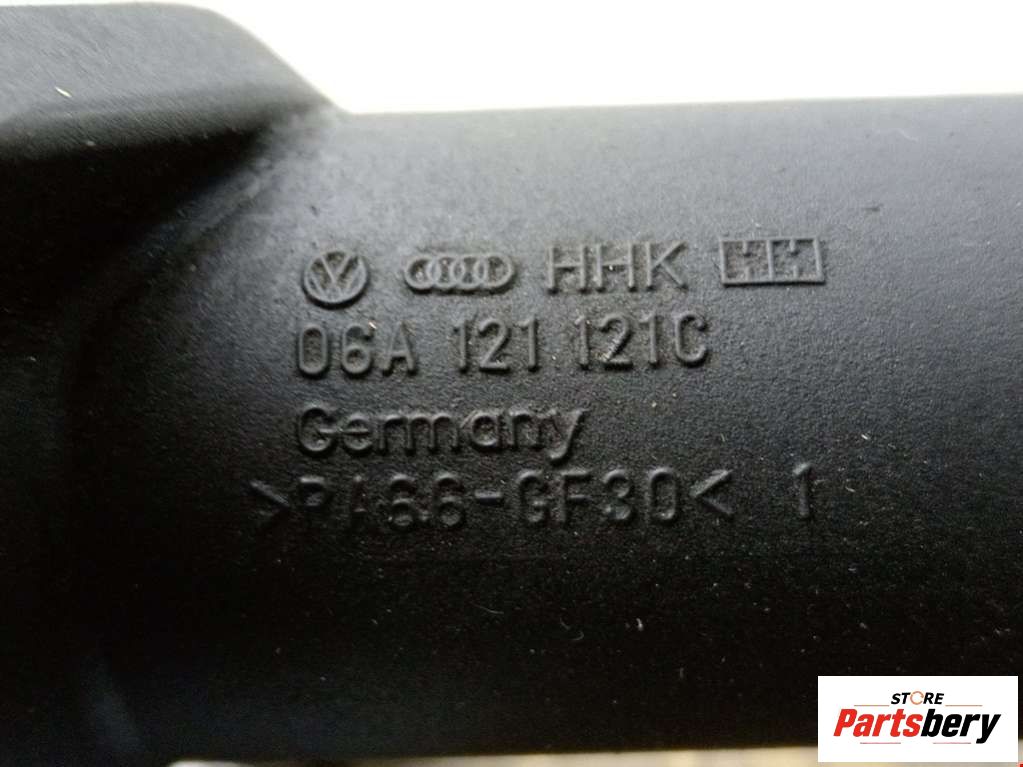 HHK
06A 121 121C
Germany
>PA66-GF30< 1
STORE
Partsbery